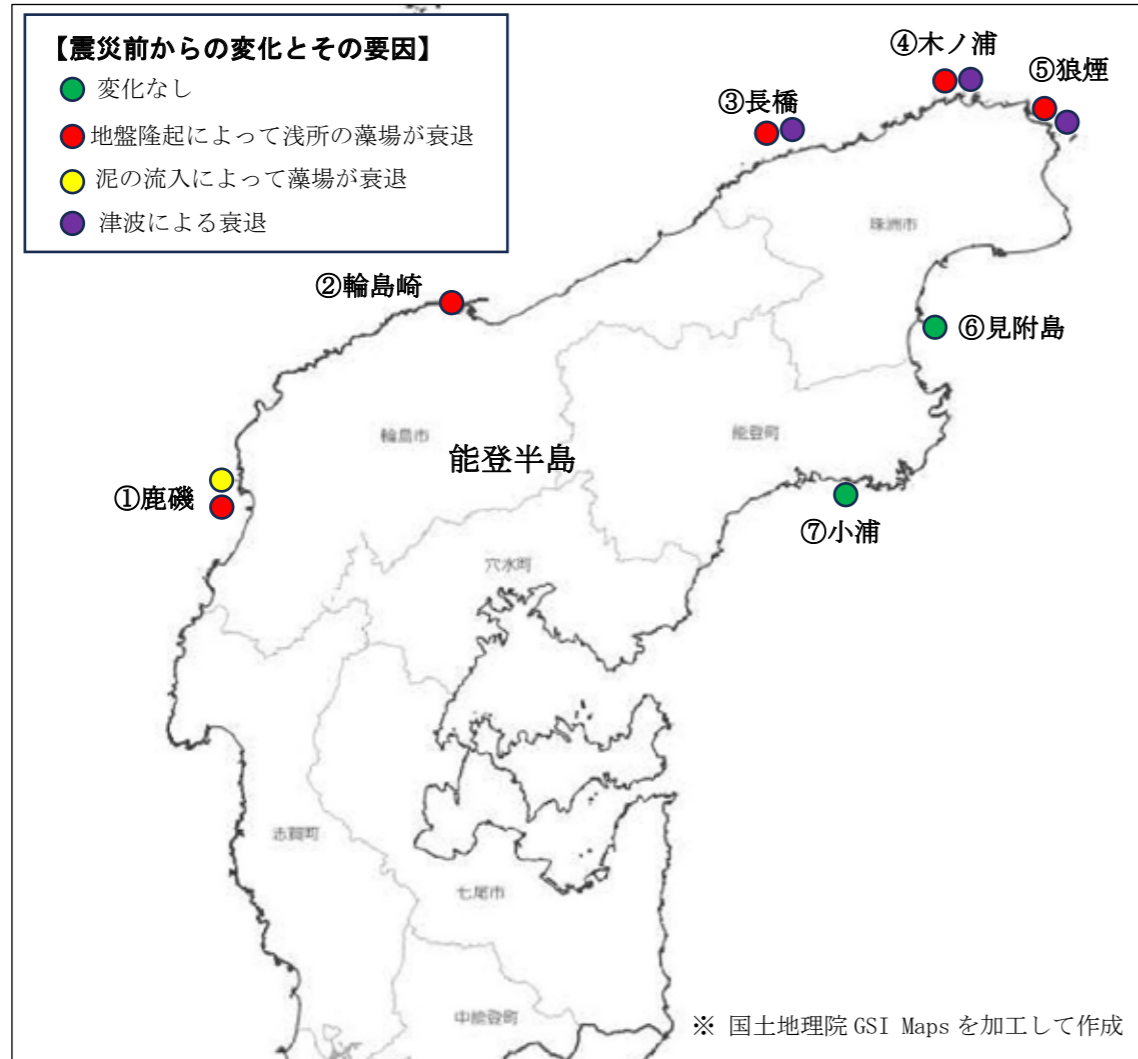 【震災前からの変化とその要因】
変化なし
地盤隆起によって浅所の藻場が衰退
泥の流入によって藻場が衰退
津波による衰退
④木ノ浦
⑤狼煙
③長橋
珠洲市
②輪島崎
⑥見附島
輪島市
能登町
能登半島
①鹿磯
⑦小浦
穴水町
志賀町
七尾市
中能登町
※ 国土地理院 GSI Maps を加工して作成